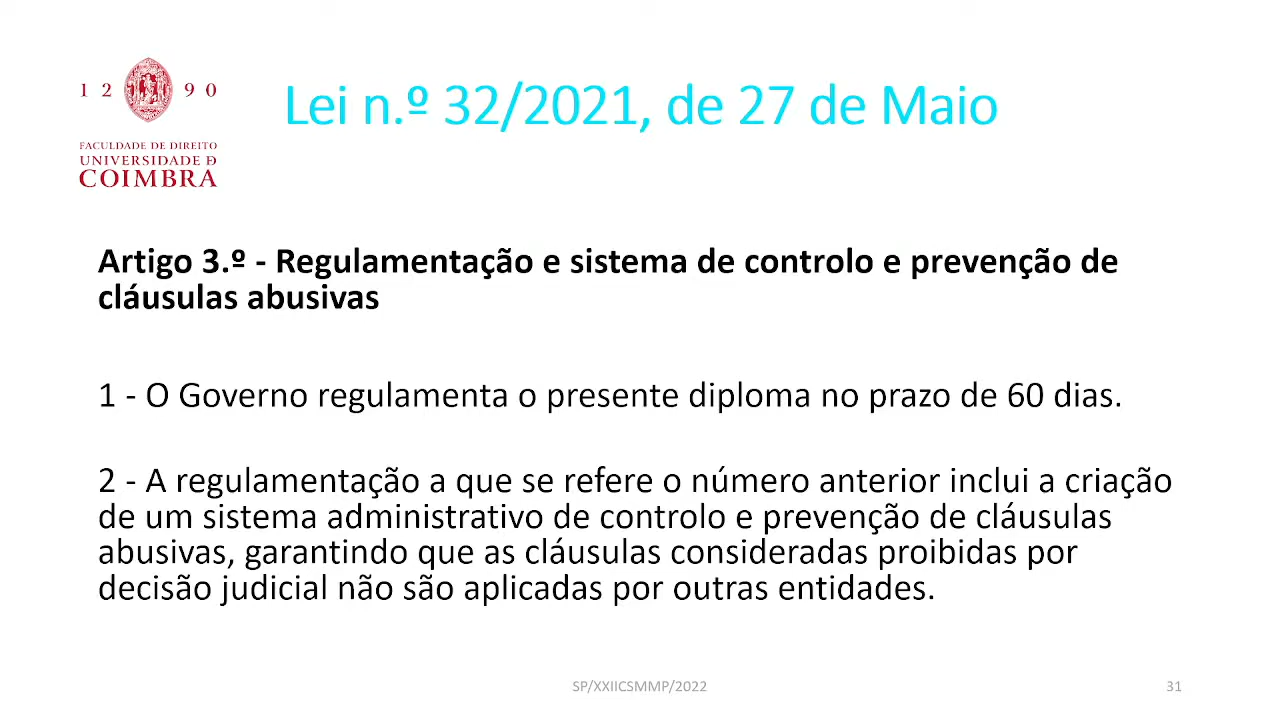 1 2 9 0
FACULDADE DE DIREITO
UNIVERSIDADE Ð
COIMBRA
Lei n.º 32/2021, de 27 de Maio
Artigo 3.º - Regulamentação e sistema de controlo e prevenção de
cláusulas abusivas
1 - O Governo regulamenta o presente diploma no prazo de 60 dias.
2 - A regulamentação a que se refere o número anterior inclui a criação
de um sistema administrativo de controlo e prevenção de cláusulas
abusivas, garantindo que as cláusulas consideradas proibidas por
decisão judicial não são aplicadas por outras entidades.
SP/XXIICSMMP/2022
31